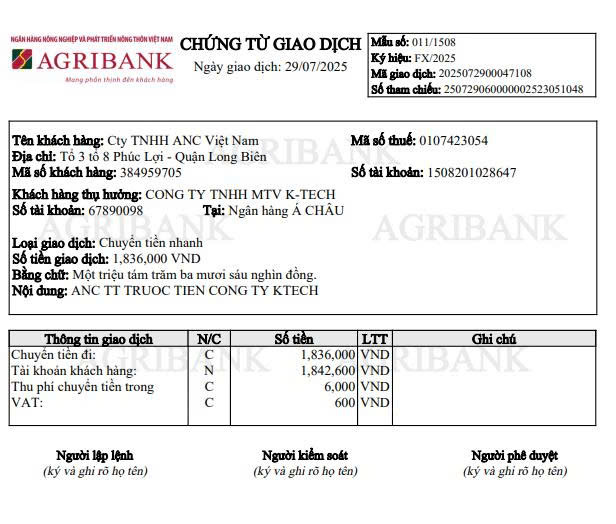 NGÂN HÀNG NÔNG NGHIỆP VÀ PHÁT TRIỂN NÔNG THÔN VIỆT NAM
AGRIBANK
Mang phồn thịnh đến khách hàng
CHỨNG TỪ GIAO DỊCH
Ngày giao dịch: 29/07/2025
Mẫu số: 011/1508
Ký hiệu: FX/2025
Mã giao dịch: 2025072900047108
Số tham chiếu: 250729060000002523051048
Tên khách hàng: Cty TNHH ANC Việt Nam Mã số thuế: 0107423054
Địa chỉ: Tổ 3 tổ 8 Phúc Lợi - Quận Long Biên
Mã số khách hàng: 384959705 Số tài khoản: 1508201028647
Khách hàng thụ hưởng: CONG TY TNHH MTV K-TECH
Số tài khoản: 67890098 Tại: Ngân hàng Á CHÂU
Loại giao dịch: Chuyển tiền nhanh
Số tiền giao dịch: 1,836,000 VND
Bằng chữ: Một triệu tám trăm ba mươi sáu nghìn đồng.
Nội dung: ANC TT TRUOC TIEN CONG TY KTECH
AGRIBANK
AGRIBANK AGRIBANK
Thông tin giao dịch N/C Số tiền LTT Ghi chú
Chuyển tiền đi: C 1,836,000 VND
Tài khoản khách hàng: N 1,842,600 VND
Thu phí chuyển tiền trong C 6,000 VND
VAT: C 600 VND
AGRIBANK AGRIBANK
Người lập lệnh Người kiểm soát Người phê duyệt
(ký và ghi rõ họ tên) (ký và ghi rõ họ tên) (ký và ghi rõ họ tên)